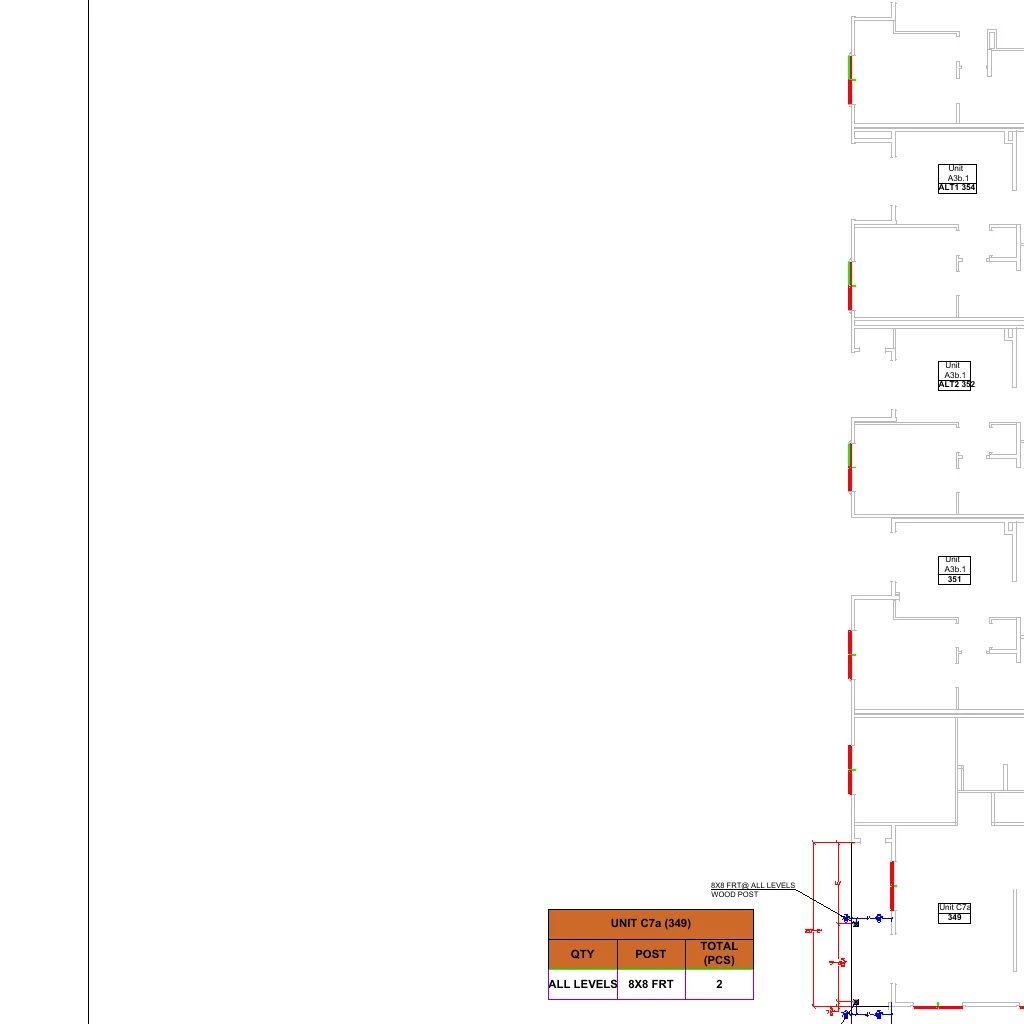 Unit
A3b.1
ALT1 354
Unit
A3b.1
ALT2 352
Unit
A3b.1
351
8X8 FRT@ ALL LEVELS
WOOD POST
Unit C7a
349
UNIT C7a (349)
QTY POST TOTAL (PCS)
ALL LEVELS 8X8 FRT 2